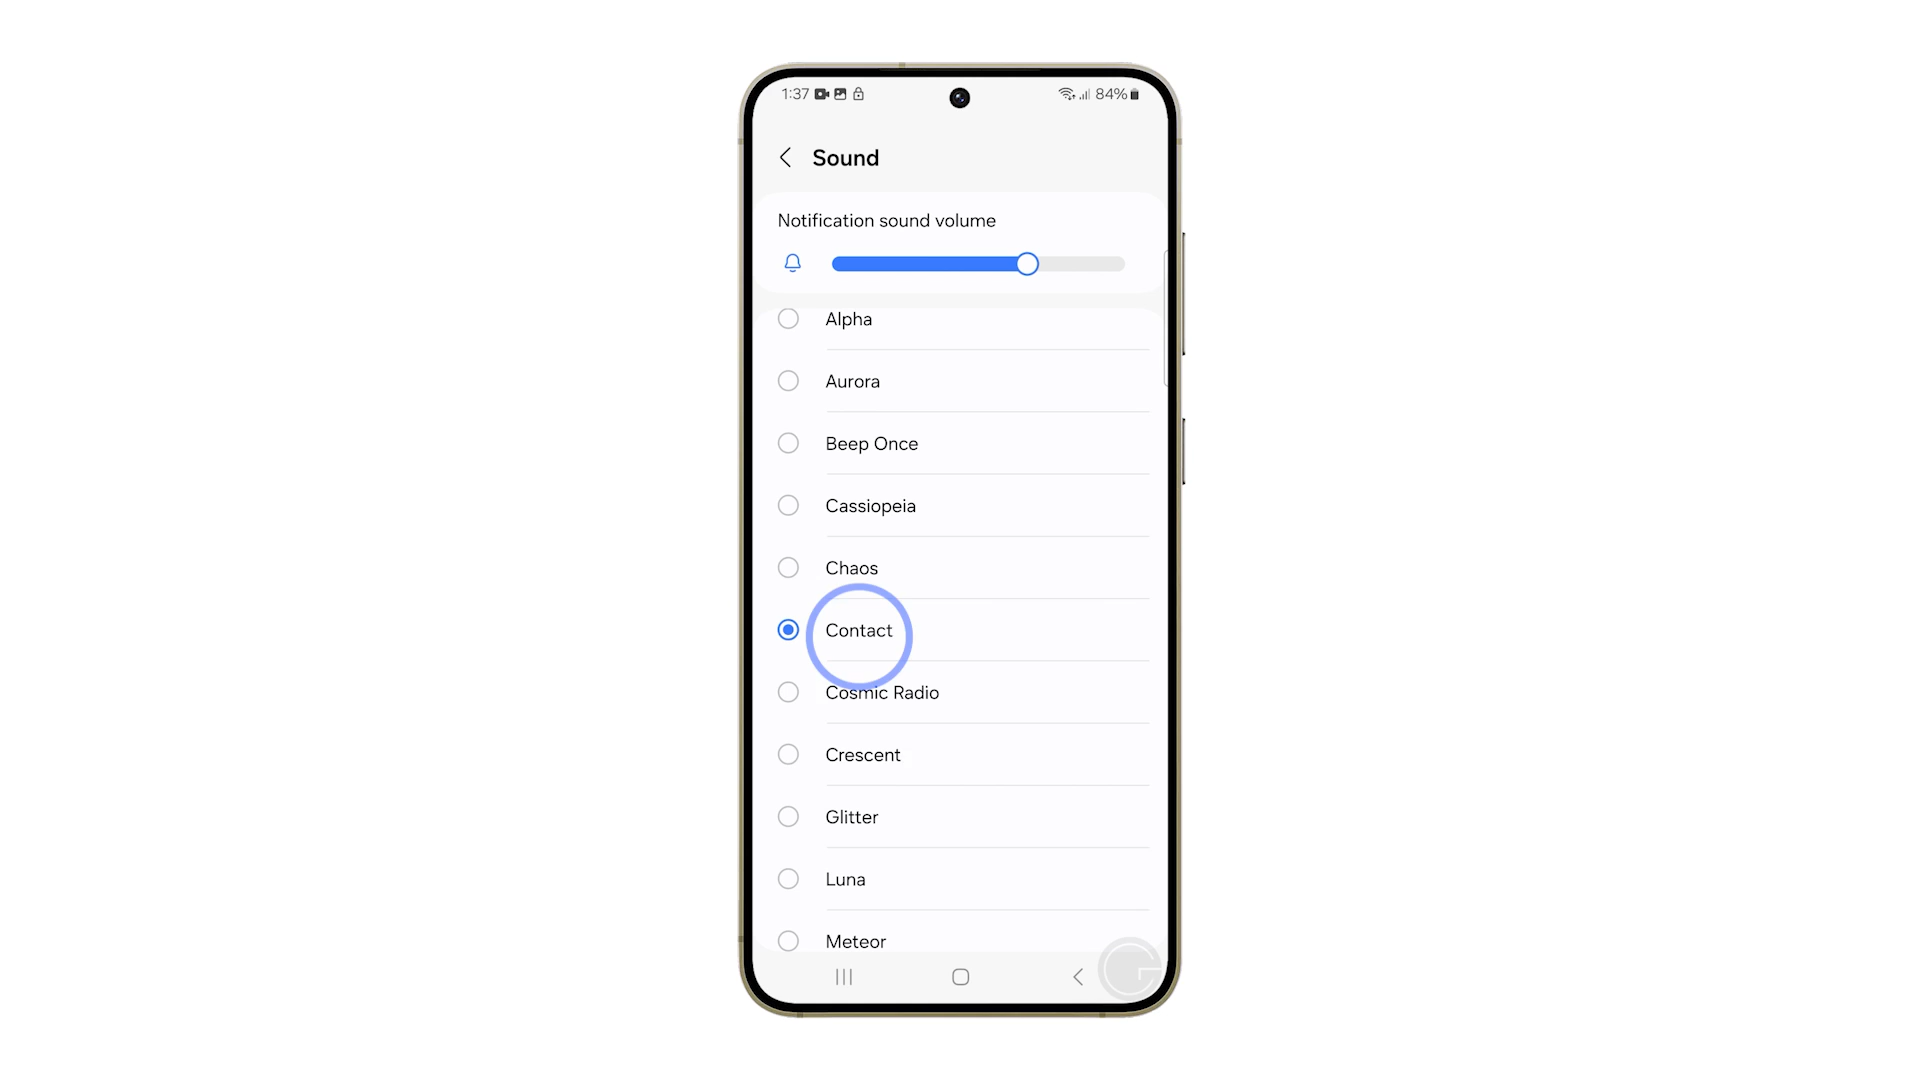 1:37 84%
Sound
Notification sound volume
Alpha
Aurora
Beep Once
Cassiopeia
Chaos
Contact
Cosmic Radio
Crescent
Glitter
Luna
Meteor